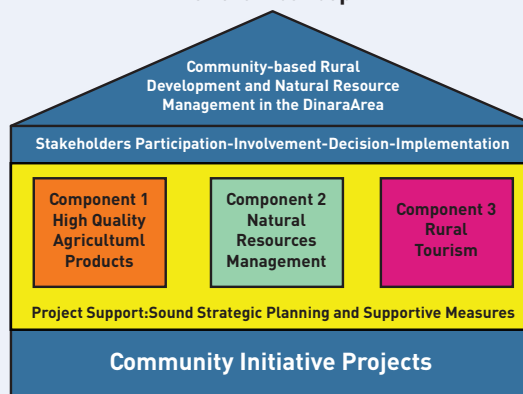 Community-based Rural
Development and Natural Resource
Management in the DinaraArea
Stakeholders Participation-Involvement-Decision-Implementation
Component 1
High Quality
Agricultuml
Products
Component 2
Natural
Resources
Management
Component 3
Rural
Tourism
Project Support:Sound Strategic Planning and Supportive Measures
Community Initiative Projects